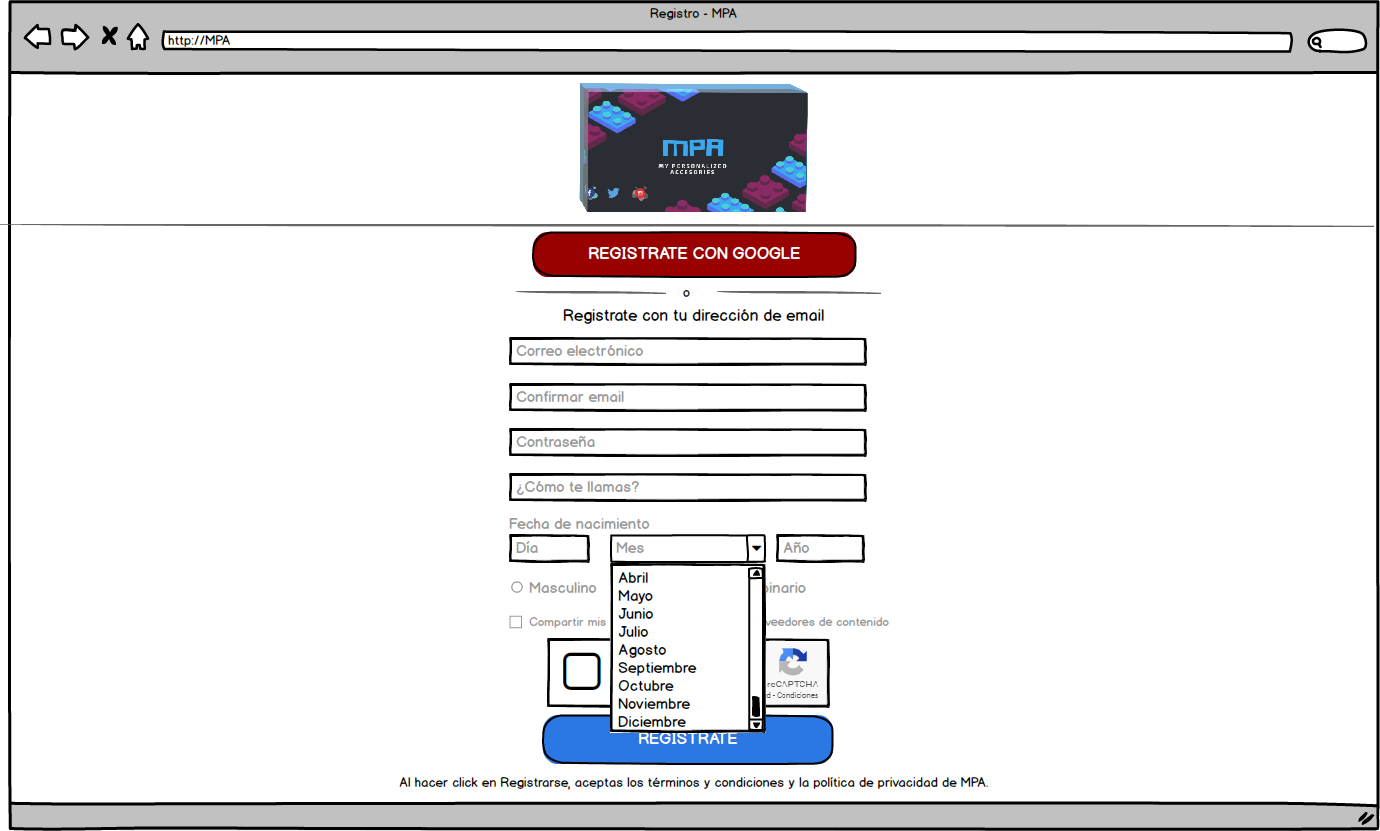 Registro - MPA
http://MPA
MPA
MY PERSONALIZED
ACCESORIES
REGISTRATE CON GOOGLE
o
Registrate con tu dirección de email
Correo electrónico
Confirmar email
Contraseña
¿Cómo te llamas?
Fecha de nacimiento
Día
Mes
Año
Abril
Masculino
binario
Mayo
Junio
Compartir mis
veedores de contenido
Julio
Agosto
Septiembre
Octubre
Noviembre
Diciembre
reCAPTCHA
d - Condiciones
REGISTRATE
Al hacer click en Registrarse, aceptas los términos y condiciones y la política de privacidad de MPA.